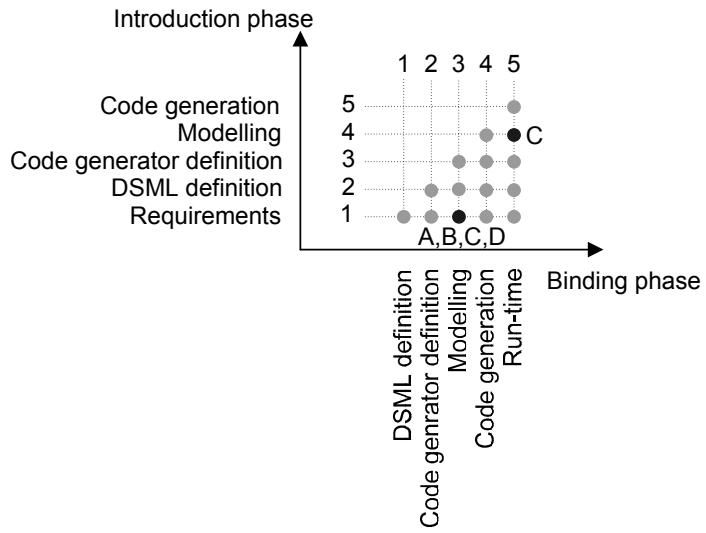 Introduction phase
1 2 3 4 5
Code generation 5
Modelling 4 C
Code generator definition 3
DSML definition 2
Requirements 1
A,B,C,D
Binding phase
DSML definition
Code genrator definition
Modelling
Code generation
Run-time